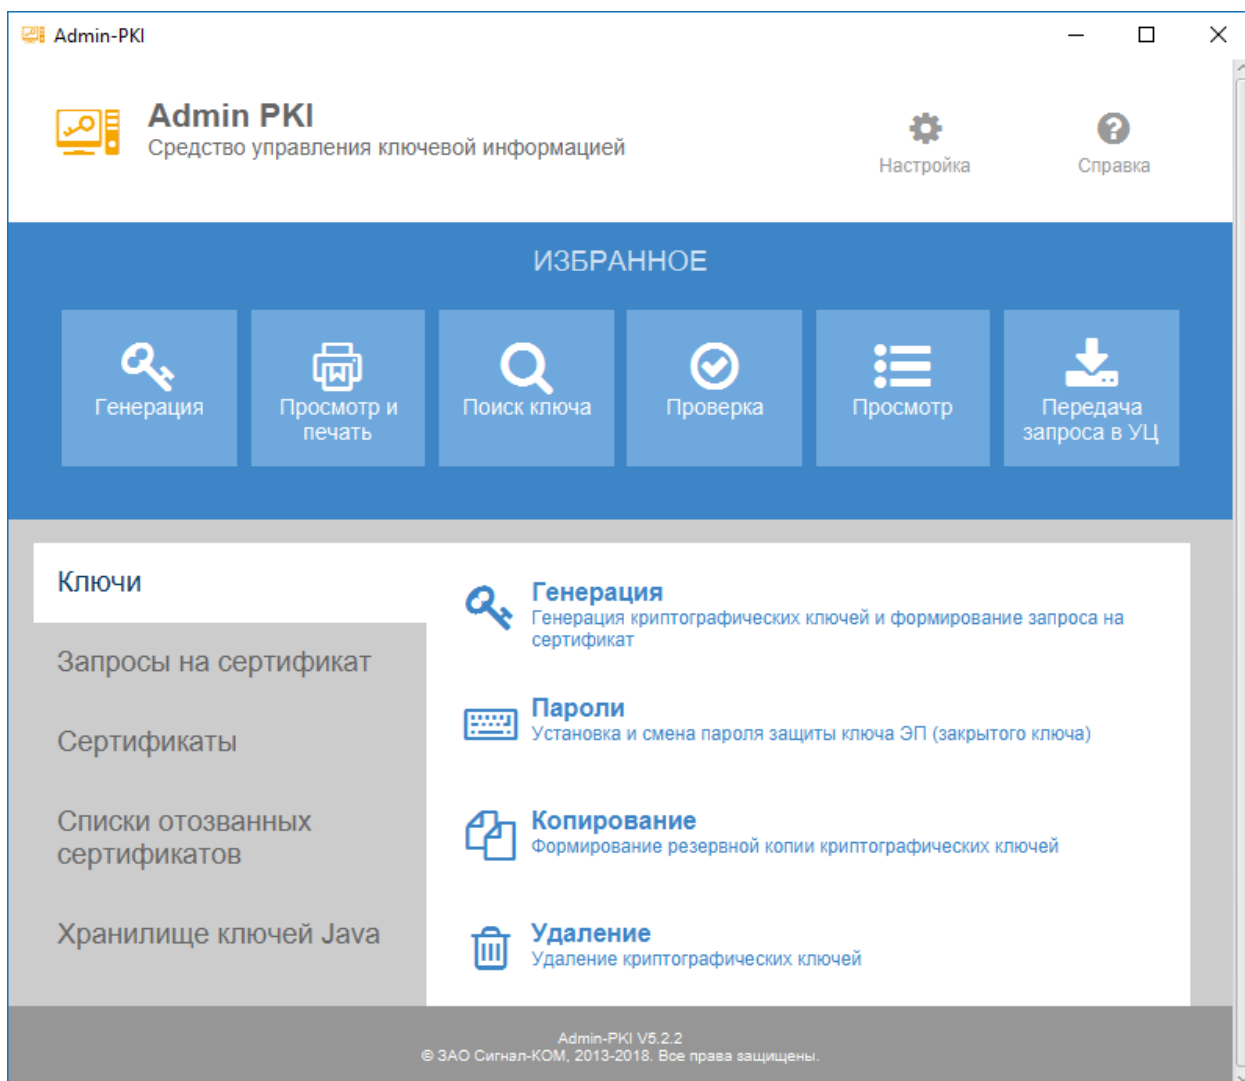 Admin-PKI
Admin PKI
Средство управления ключевой информацией
Настройка
Справка
ИЗБРАННОЕ
Генерация
Просмотр и
печать
Поиск ключа
Проверка
Просмотр
Передача
запроса в УЦ
Ключи
Запросы на сертификат
Сертификаты
Списки отозванных
сертификатов
Хранилище ключей Java
Генерация
Генерация криптографических ключей и формирование запроса на
сертификат
Пароли
Установка и смена пароля защиты ключа ЭП (закрытого ключа)
Копирование
Формирование резервной копии криптографических ключей
Удаление
Удаление криптографических ключей
Admin-PKI V5.2.2
© ЗАО Сигнал-КОМ, 2013-2018. Все права защищены.